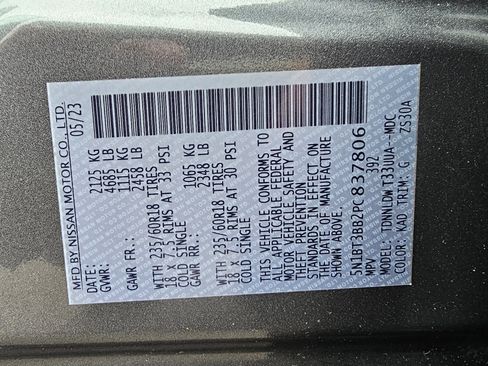 MFD BY NISSAN MOTOR CO., LTD.
DATE: 05/23
GVWR: 2125 KG
4685 LB
GAWR FR.: 1115 KG
2458 LB
WITH 235/60R18 TIRES
18 X 7.5 RIMS AT 33 PSI
COLD SINGLE
GAWR RR.: 1065 KG
2348 LB
WITH 235/60R18 TIRES
18 X 7.5 RIMS AT 30 PSI
COLD SINGLE
THIS VEHICLE CONFORMS TO
ALL APPLICABLE FEDERAL
MOTOR VEHICLE SAFETY AND
THEFT PREVENTION
STANDARDS IN EFFECT ON
THE DATE OF MANUFACTURE
SHOWN ABOVE.
5N1BT3BB2PC837806
MPV 392
MODEL: TDNNLDW T33UUA--MDC
COLOR: KAD TRIM: G ZS30A